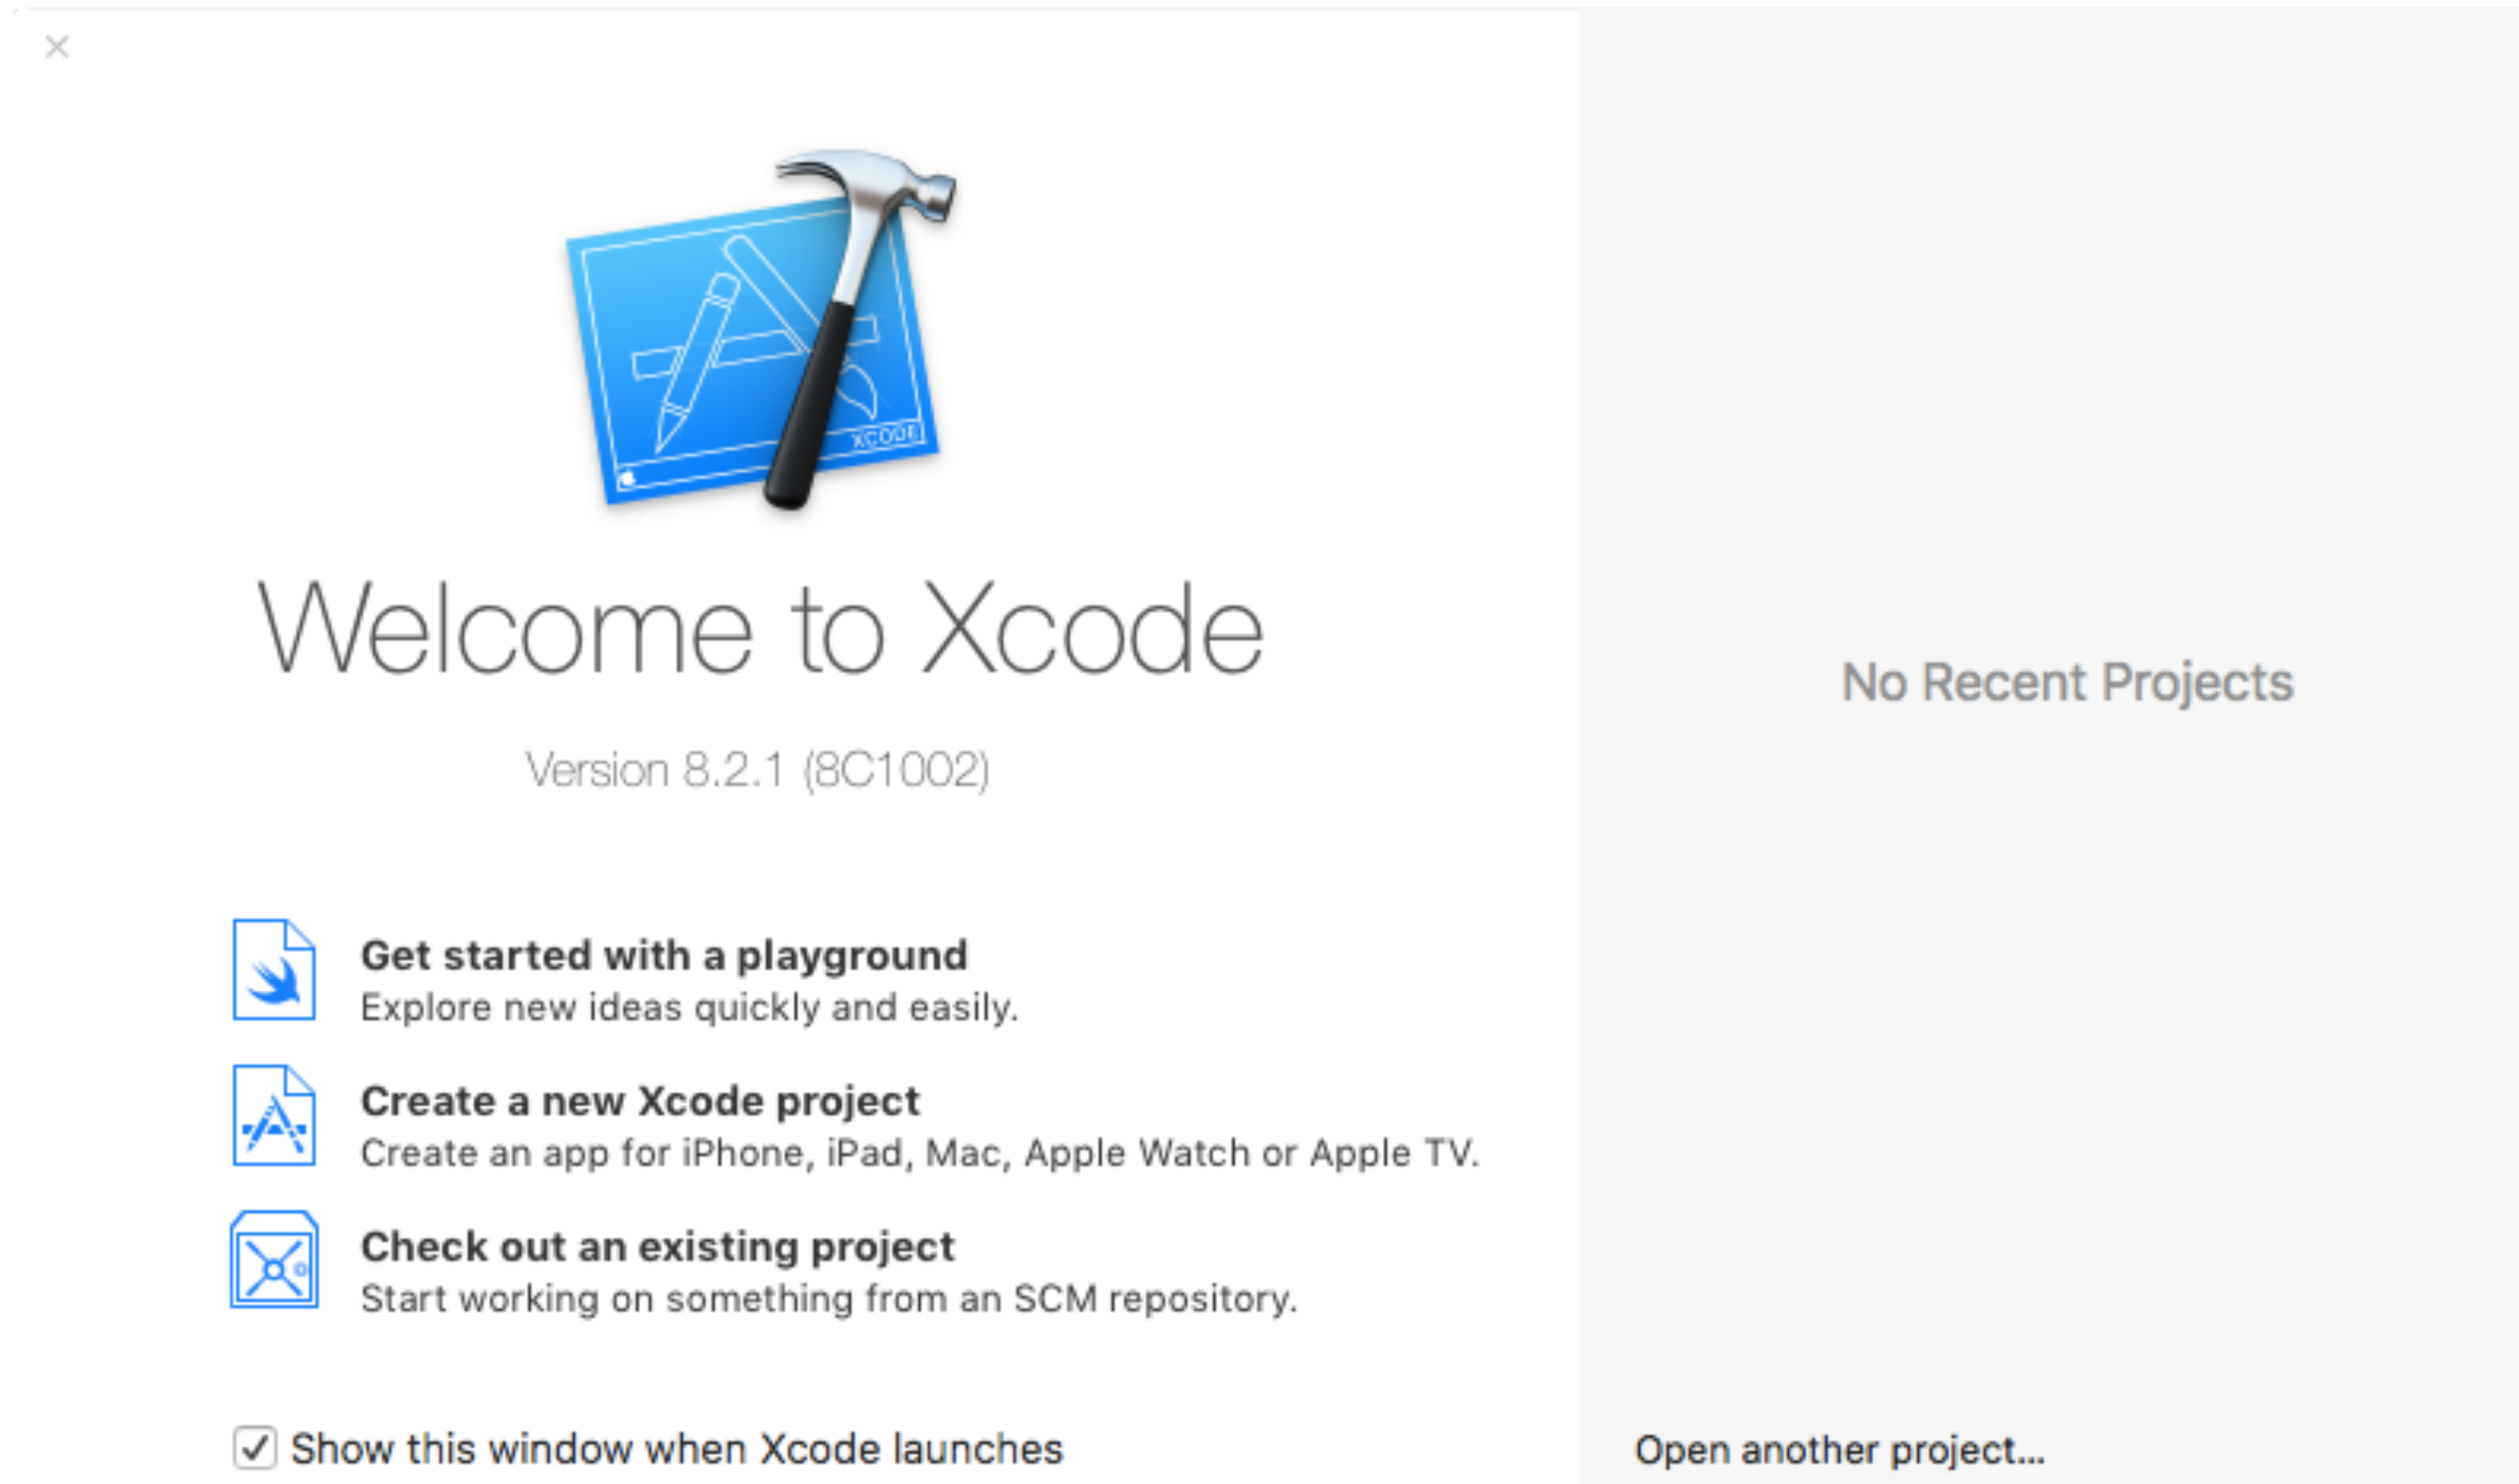 XCODE
Welcome to Xcode
Version 8.2.1 (8C1002)
Get started with a playground
Explore new ideas quickly and easily.
Create a new Xcode project
Create an app for iPhone, iPad, Mac, Apple Watch or Apple TV.
Check out an existing project
Start working on something from an SCM repository.
Show this window when Xcode launches
No Recent Projects
Open another project...